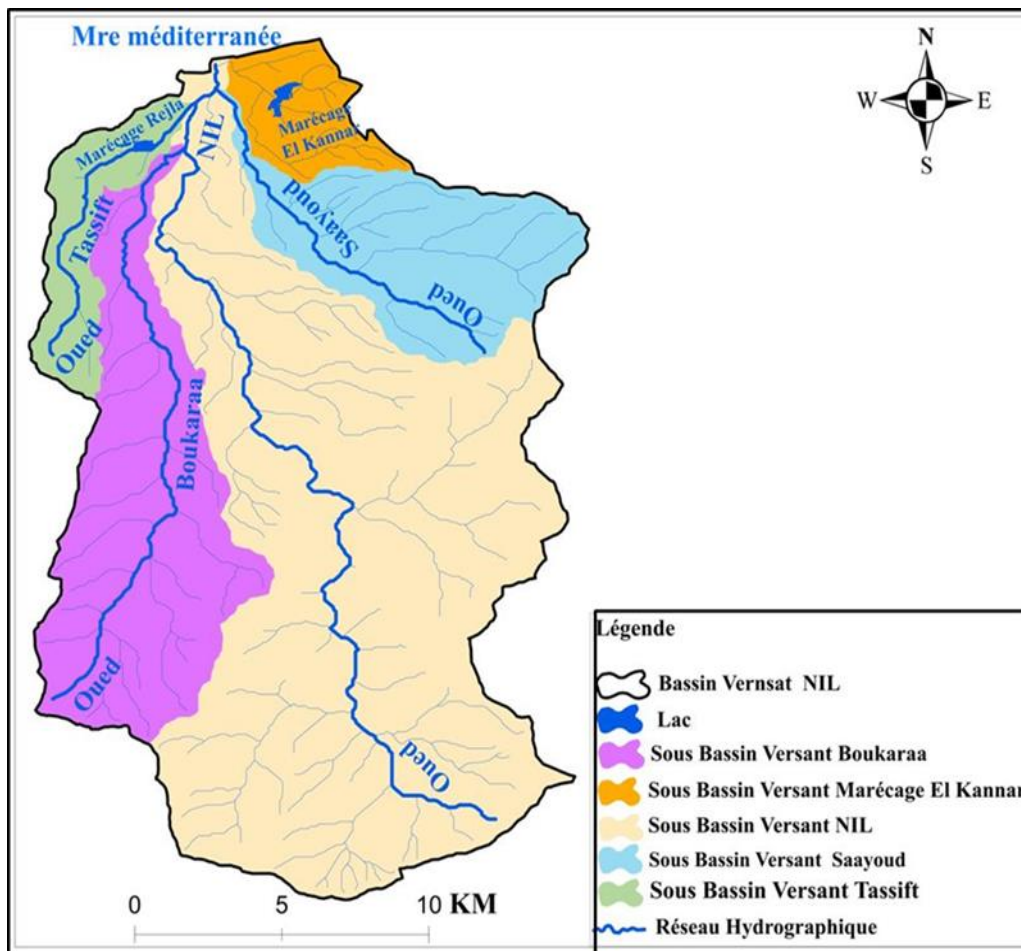 Mre méditerranée
N
W
E
S
Marécage Rejla
NIL
Marécage
El Kannar
Saayoud
Oued
Tassift
Oued
Boukaraa
Oued
Oued
Légende
Bassin Vernsat NIL
Lac
Sous Bassin Versant Boukaraa
Sous Bassin Versant Marécage El Kannar
Sous Bassin Versant NIL
Sous Bassin Versant Saayoud
Sous Bassin Versant Tassift
Réseau Hydrographique
0 5 10 KM